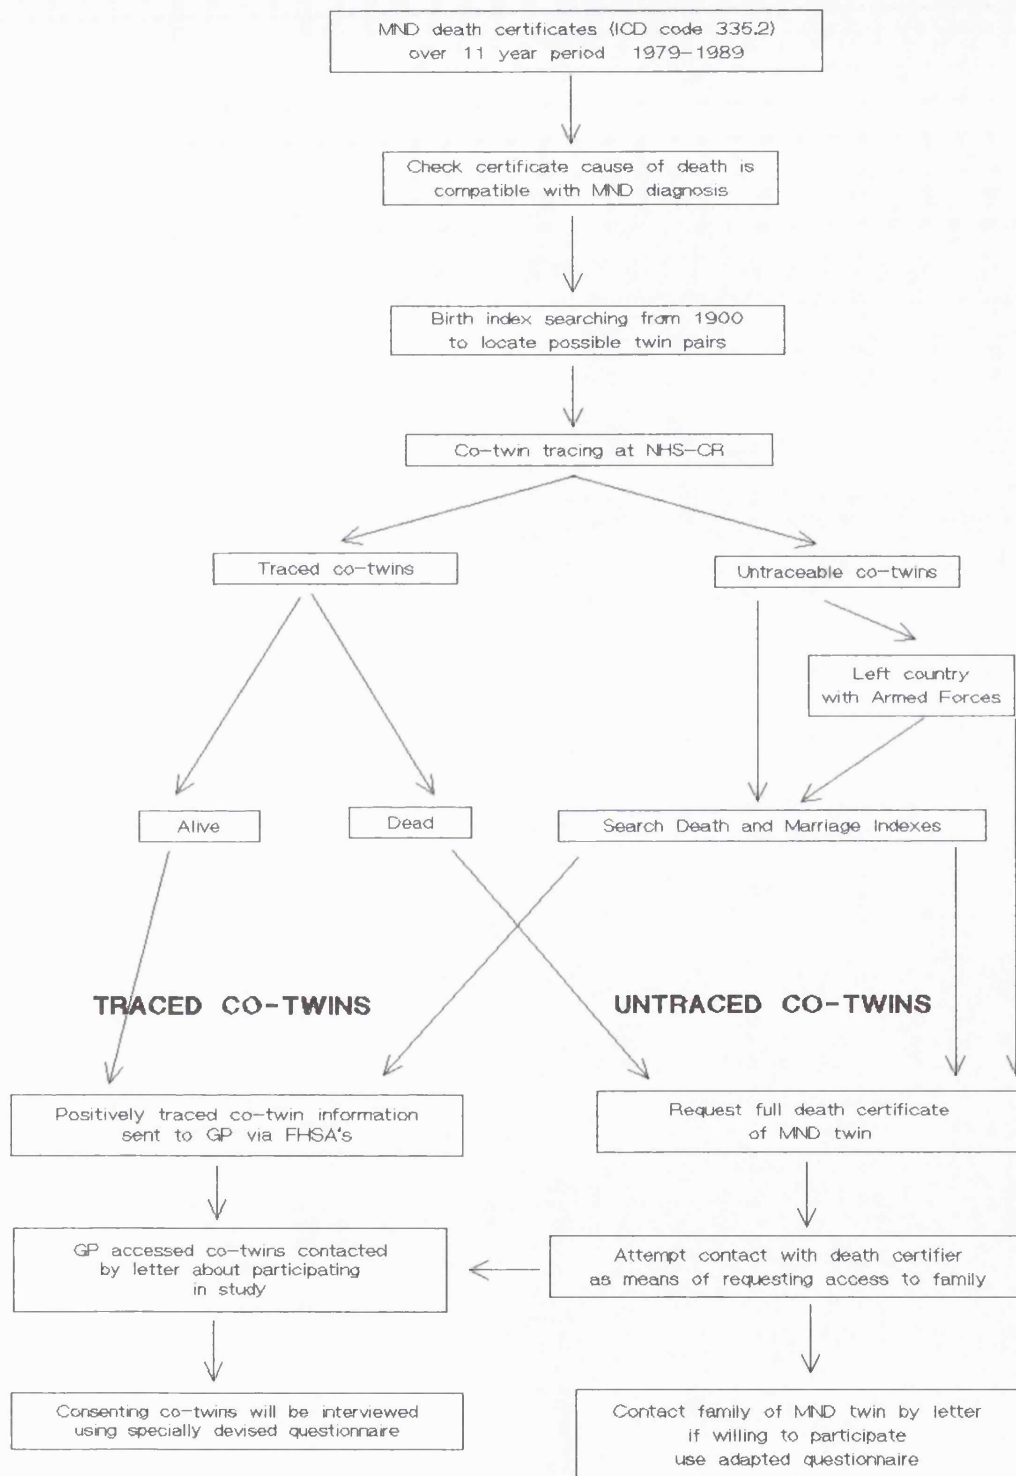 MND death certificates (ICD code 335.2)
over 11 year period 1979-1989
Check certificate cause of death is
compatible with MND diagnosis
Birth index searching from 1900
to locate possible twin pairs
Co-twin tracing at NHS-CR
Traced co-twins
Untraceable co-twins
Left country
with Armed Forces
Alive
Dead
Search Death and Marriage Indexes
TRACED CO-TWINS
UNTRACED CO-TWINS
Positively traced co-twin information
sent to GP via FHSA's
Request full death certificate
of MND twin
GP accessed co-twins contacted
by letter about participating
in study
Attempt contact with death certifier
as means of requesting access to family
Consenting co-twins will be interviewed
using specially devised questionnaire
Contact family of MND twin by letter
if willing to participate
use adapted questionnaire